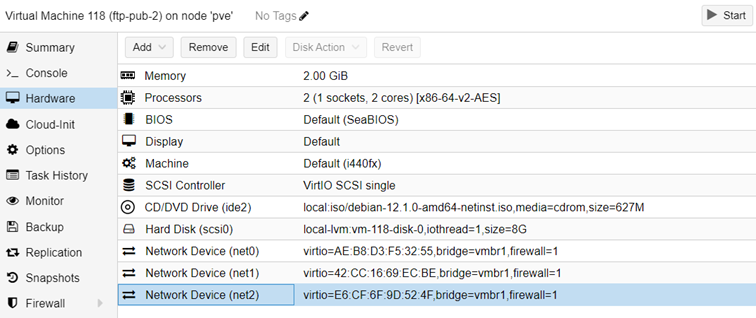 Virtual Machine 118 (ftp-pub-2) on node 'pve' No Tags Start
Summary
Console
Hardware
Cloud-Init
Options
Task History
Monitor
Backup
Replication
Snapshots
Firewall
Add Remove Edit Disk Action Revert
Memory 2.00 GiB
Processors 2 (1 sockets, 2 cores) [x86-64-v2-AES]
BIOS Default (SeaBIOS)
Display Default
Machine Default (i440fx)
SCSI Controller VirtIO SCSI single
CD/DVD Drive (ide2) local:iso/debian-12.1.0-amd64-netinst.iso,media=cdrom,size=627M
Hard Disk (scsi0) local-lvm:vm-118-disk-0,iothread=1,size=8G
Network Device (net0) virtio=AE:B8:D3:F5:32:55,bridge=vmbr1,firewall=1
Network Device (net1) virtio=42:CC:16:69:EC:BE,bridge=vmbr1,firewall=1
Network Device (net2) virtio=E6:CF:6F:9D:52:4F,bridge=vmbr1,firewall=1